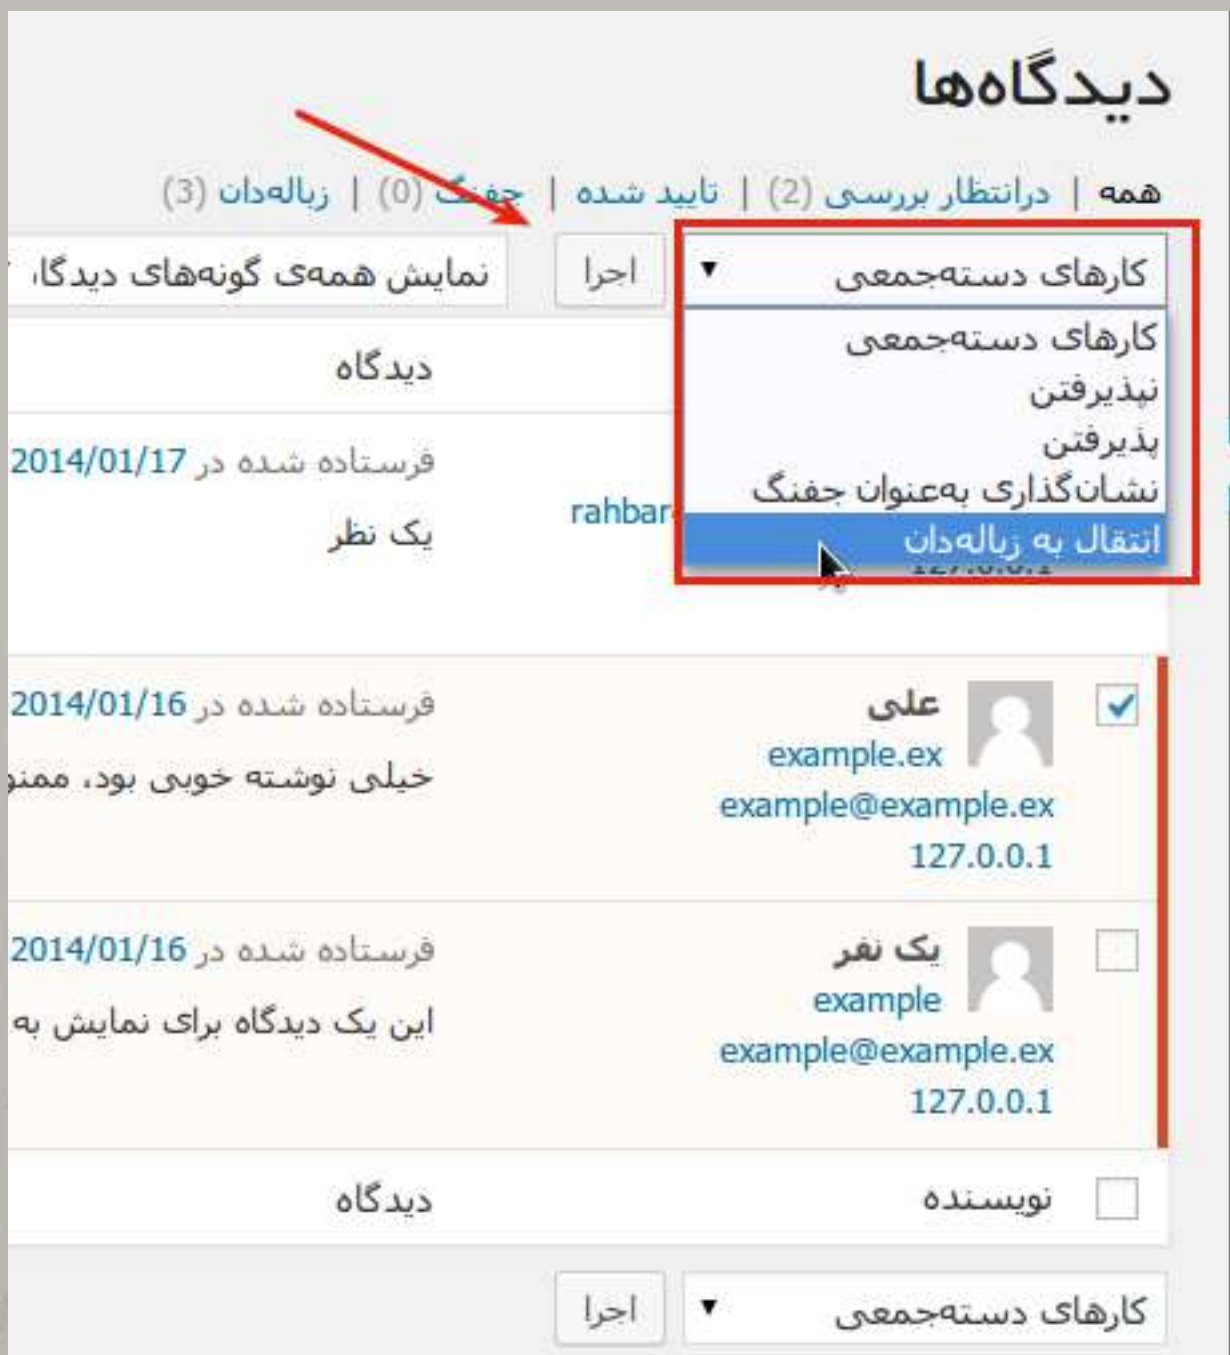 دیدگاه‌ها
همه | درانتظار بررسی (2) | تایید شده | جفنگ (0) | زباله‌دان (3)
کارهای دسته‌جمعی اجرا نمایش همه‌ی گونه‌های
کارهای دسته‌جمعی
نپذیرفتن
پذیرفتن
نشان‌گذاری به‌عنوان جفنگ
انتقال به زباله‌دان
دیدگاه
rahbar
فرستاده شده در 2014/01/17
یک نظر
علی
example.ex
example@example.ex
127.0.0.1
فرستاده شده در 2014/01/16
خیلی نوشته خوبی بود، ممنو
یک نفر
example
example@example.ex
127.0.0.1
فرستاده شده در 2014/01/16
این یک دیدگاه برای نمایش به
نویسنده دیدگاه
کارهای دسته‌جمعی اجرا